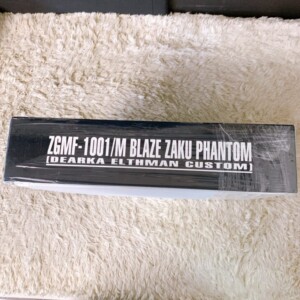 ZGMF-1001/M BLAZE ZAKU PHANTOM
[DEARKA ELTHMAN CUSTOM]